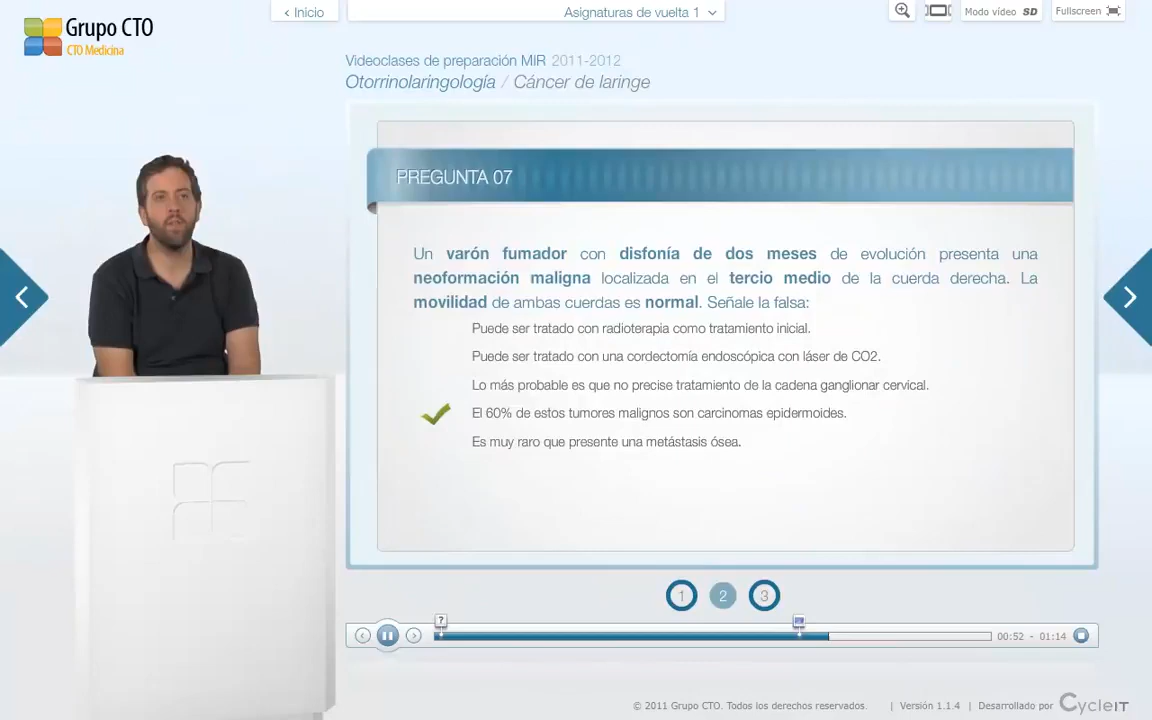 Grupo CTO
CTO Medicina
‹ Inicio
Asignaturas de vuelta 1
Modo vídeo SD
Fullscreen
Videoclases de preparación MIR 2011-2012
Otorrinolaringología / Cáncer de laringe
PREGUNTA 07
Un varón fumador con disfonía de dos meses de evolución presenta una
neoformación maligna localizada en el tercio medio de la cuerda derecha. La
movilidad de ambas cuerdas es normal. Señale la falsa:
Puede ser tratado con radioterapia como tratamiento inicial.
Puede ser tratado con una cordectomía endoscópica con láser de CO2.
Lo más probable es que no precise tratamiento de la cadena ganglionar cervical.
El 60% de estos tumores malignos son carcinomas epidermoides.
Es muy raro que presente una metástasis ósea.
1 2 3
?
00:52 - 01:14
© 2011 Grupo CTO. Todos los derechos reservados. | Versión 1.1.4 | Desarrollado por CycleIT